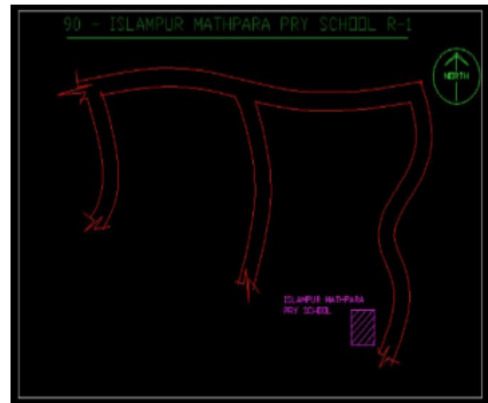 90 - ISLAMPUR MATHPARA PRY SCHOOL R-1
NORTH
ISLAMPUR MATHPARA
PRY SCHOOL